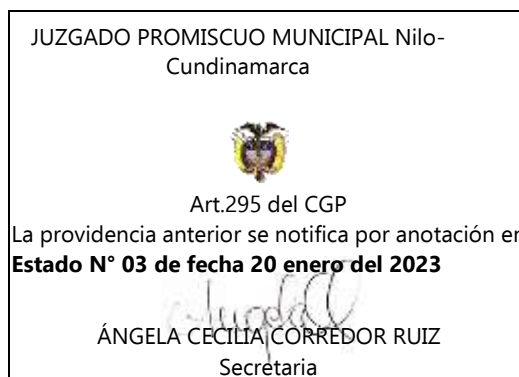 JUZGADO PROMISCUO MUNICIPAL Nilo-
Cundinamarca
Art.295 del CGP
La providencia anterior se notifica por anotación en
Estado N° 03 de fecha 20 enero del 2023
ÁNGELA CECILIA CORREDOR RUIZ
Secretaria